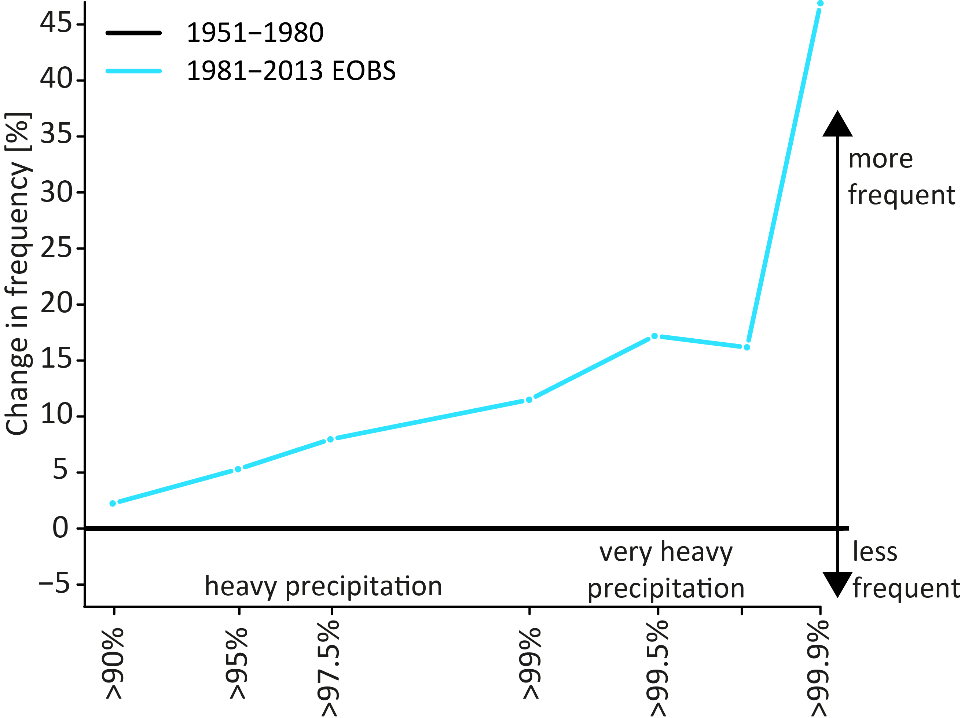 1951−1980
1981−2013 EOBS
Change in frequency [%]
45
40
35
30
25
20
15
10
5
0
−5
more
frequent
less
frequent
heavy precipitation
very heavy
precipitation
>90%
>95%
>97.5%
>99%
>99.5%
>99.9%